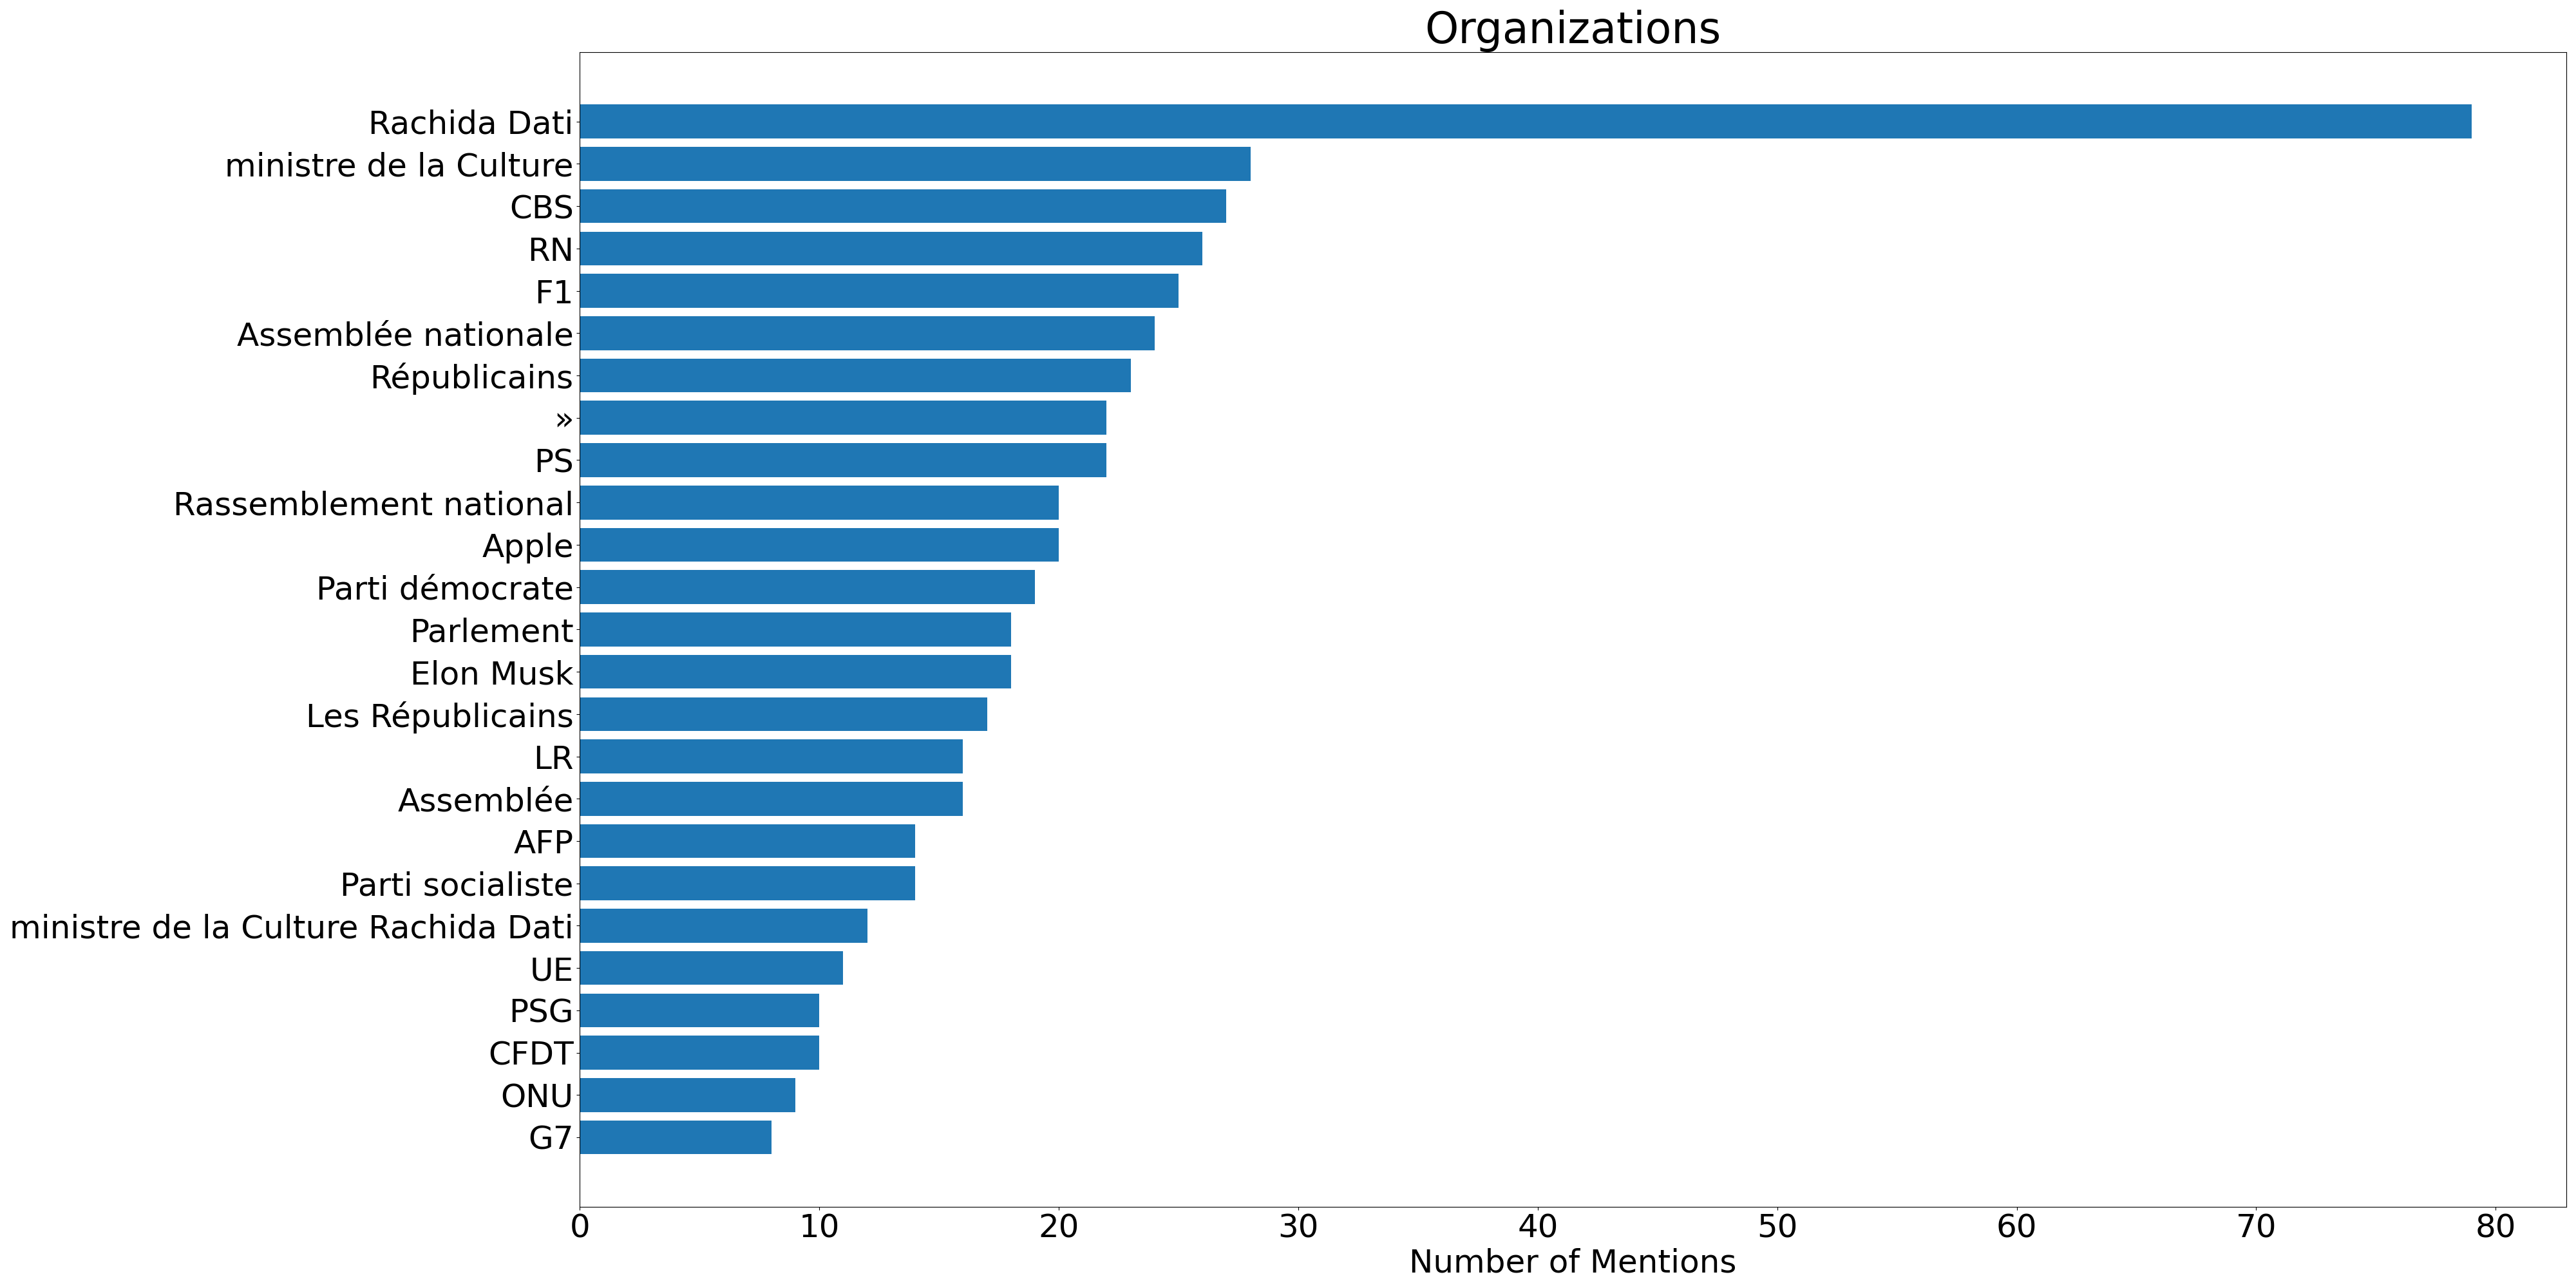 Organizations
Rachida Dati
ministre de la Culture
CBS
RN
F1
Assemblée nationale
Républicains
»
PS
Rassemblement national
Apple
Parti démocrate
Parlement
Elon Musk
Les Républicains
LR
Assemblée
AFP
Parti socialiste
ministre de la Culture Rachida Dati
UE
PSG
CFDT
ONU
G7
0 10 20 30 40 50 60 70 80
Number of Mentions